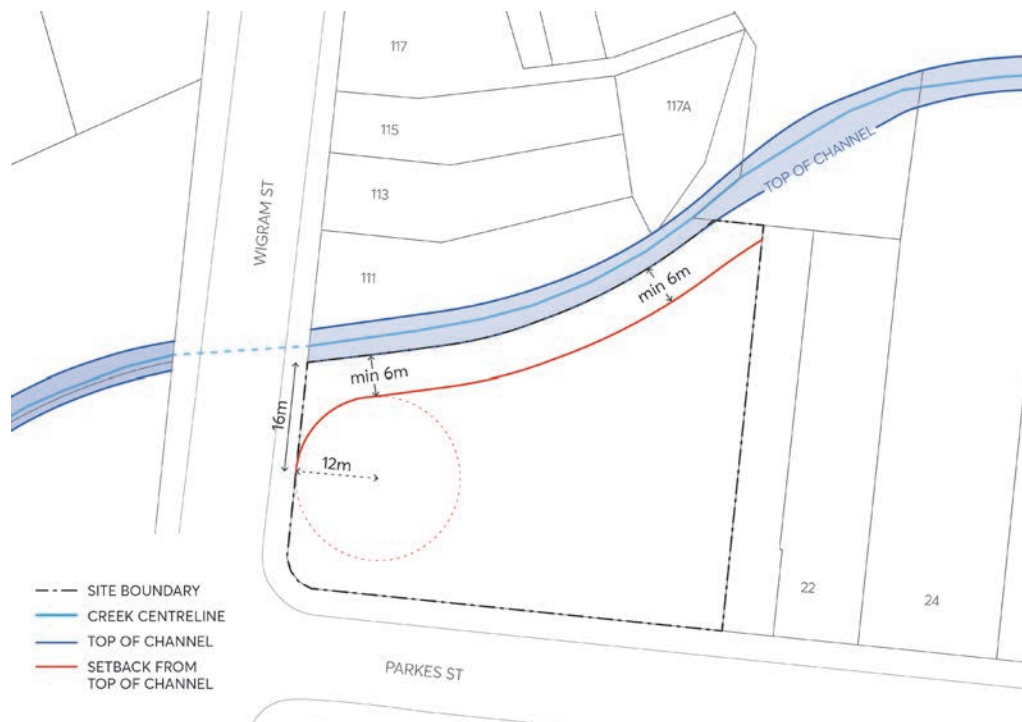 117
117A
115
TOP OF CHANNEL
113
WIGRAM ST
111
min 6m
min 6m
16m
12m
SITE BOUNDARY
CREEK CENTRELINE
TOP OF CHANNEL
SETBACK FROM
TOP OF CHANNEL
22
24
PARKES ST